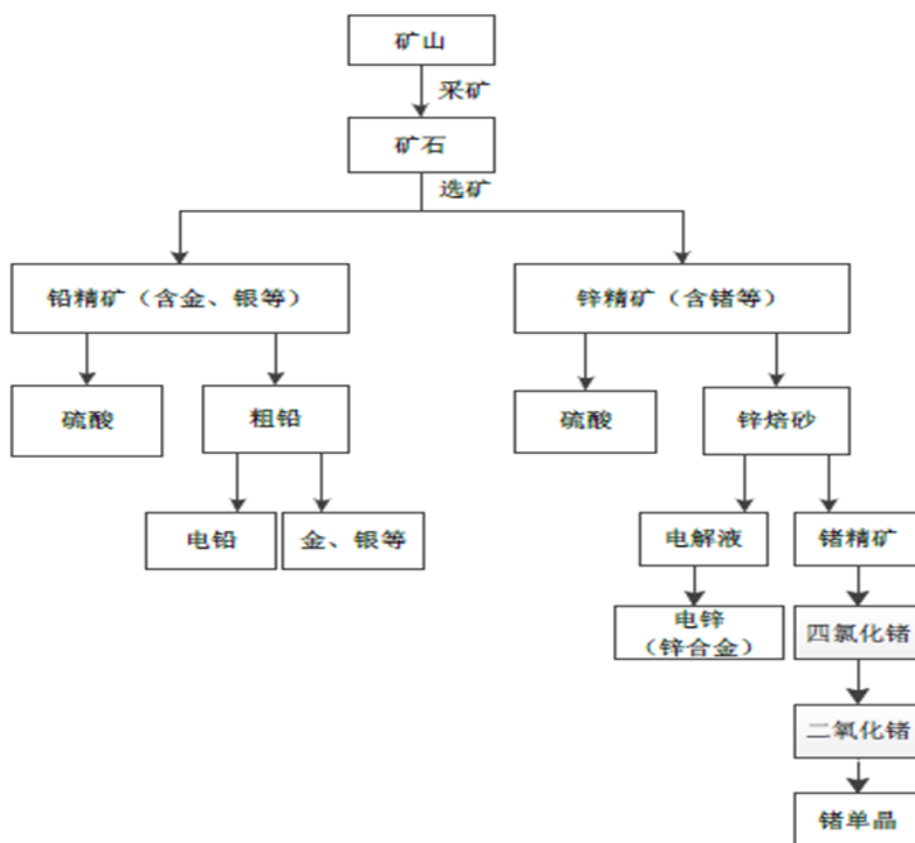 矿山
采矿
矿石
选矿
铅精矿（含金、银等）
锌精矿（含锗等）
硫酸
粗铅
硫酸
锌焙砂
电铅
金、银等
电解液
锗精矿
电锌
（锌合金）
四氯化锗
二氧化锗
锗单晶